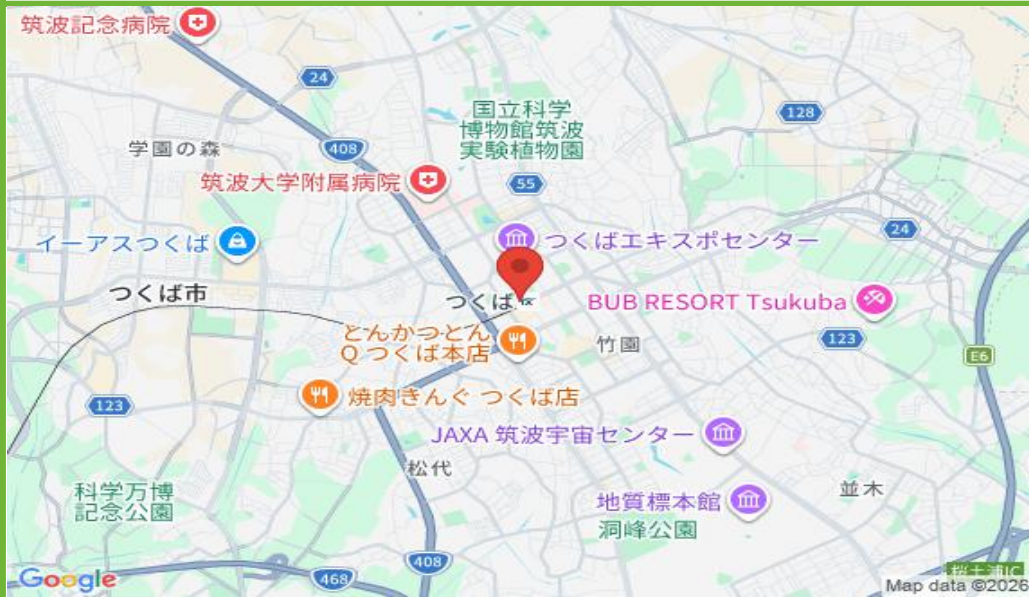 筑波記念病院
24
国立科学
博物館筑波
実験植物園
128
学園の森
408
筑波大学附属病院
55
イーアスつくば
つくばエキスポセンター
24
つくば市
つくば
BUB RESORT Tsukuba
とんかつとん
Q つくば本店
竹園
123
E6
焼肉きんぐ つくば店
123
JAXA 筑波宇宙センター
松代
科学万博
記念公園
地質標本館
並木
洞峰公園
408
468
桜土浦IC
Google
Map data ©2026